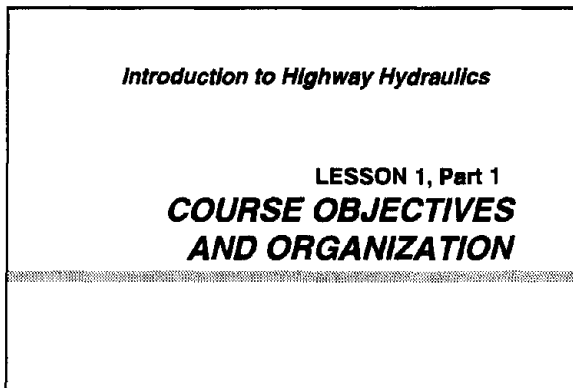 Introduction to Highway Hydraulics
LESSON 1, Part 1
COURSE OBJECTIVES
AND ORGANIZATION